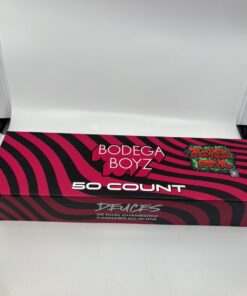 BODEGA
BOYZ
50 COUNT
DEUCES
2G DUAL CHAMBERED
CANNABIS ALL IN ONE